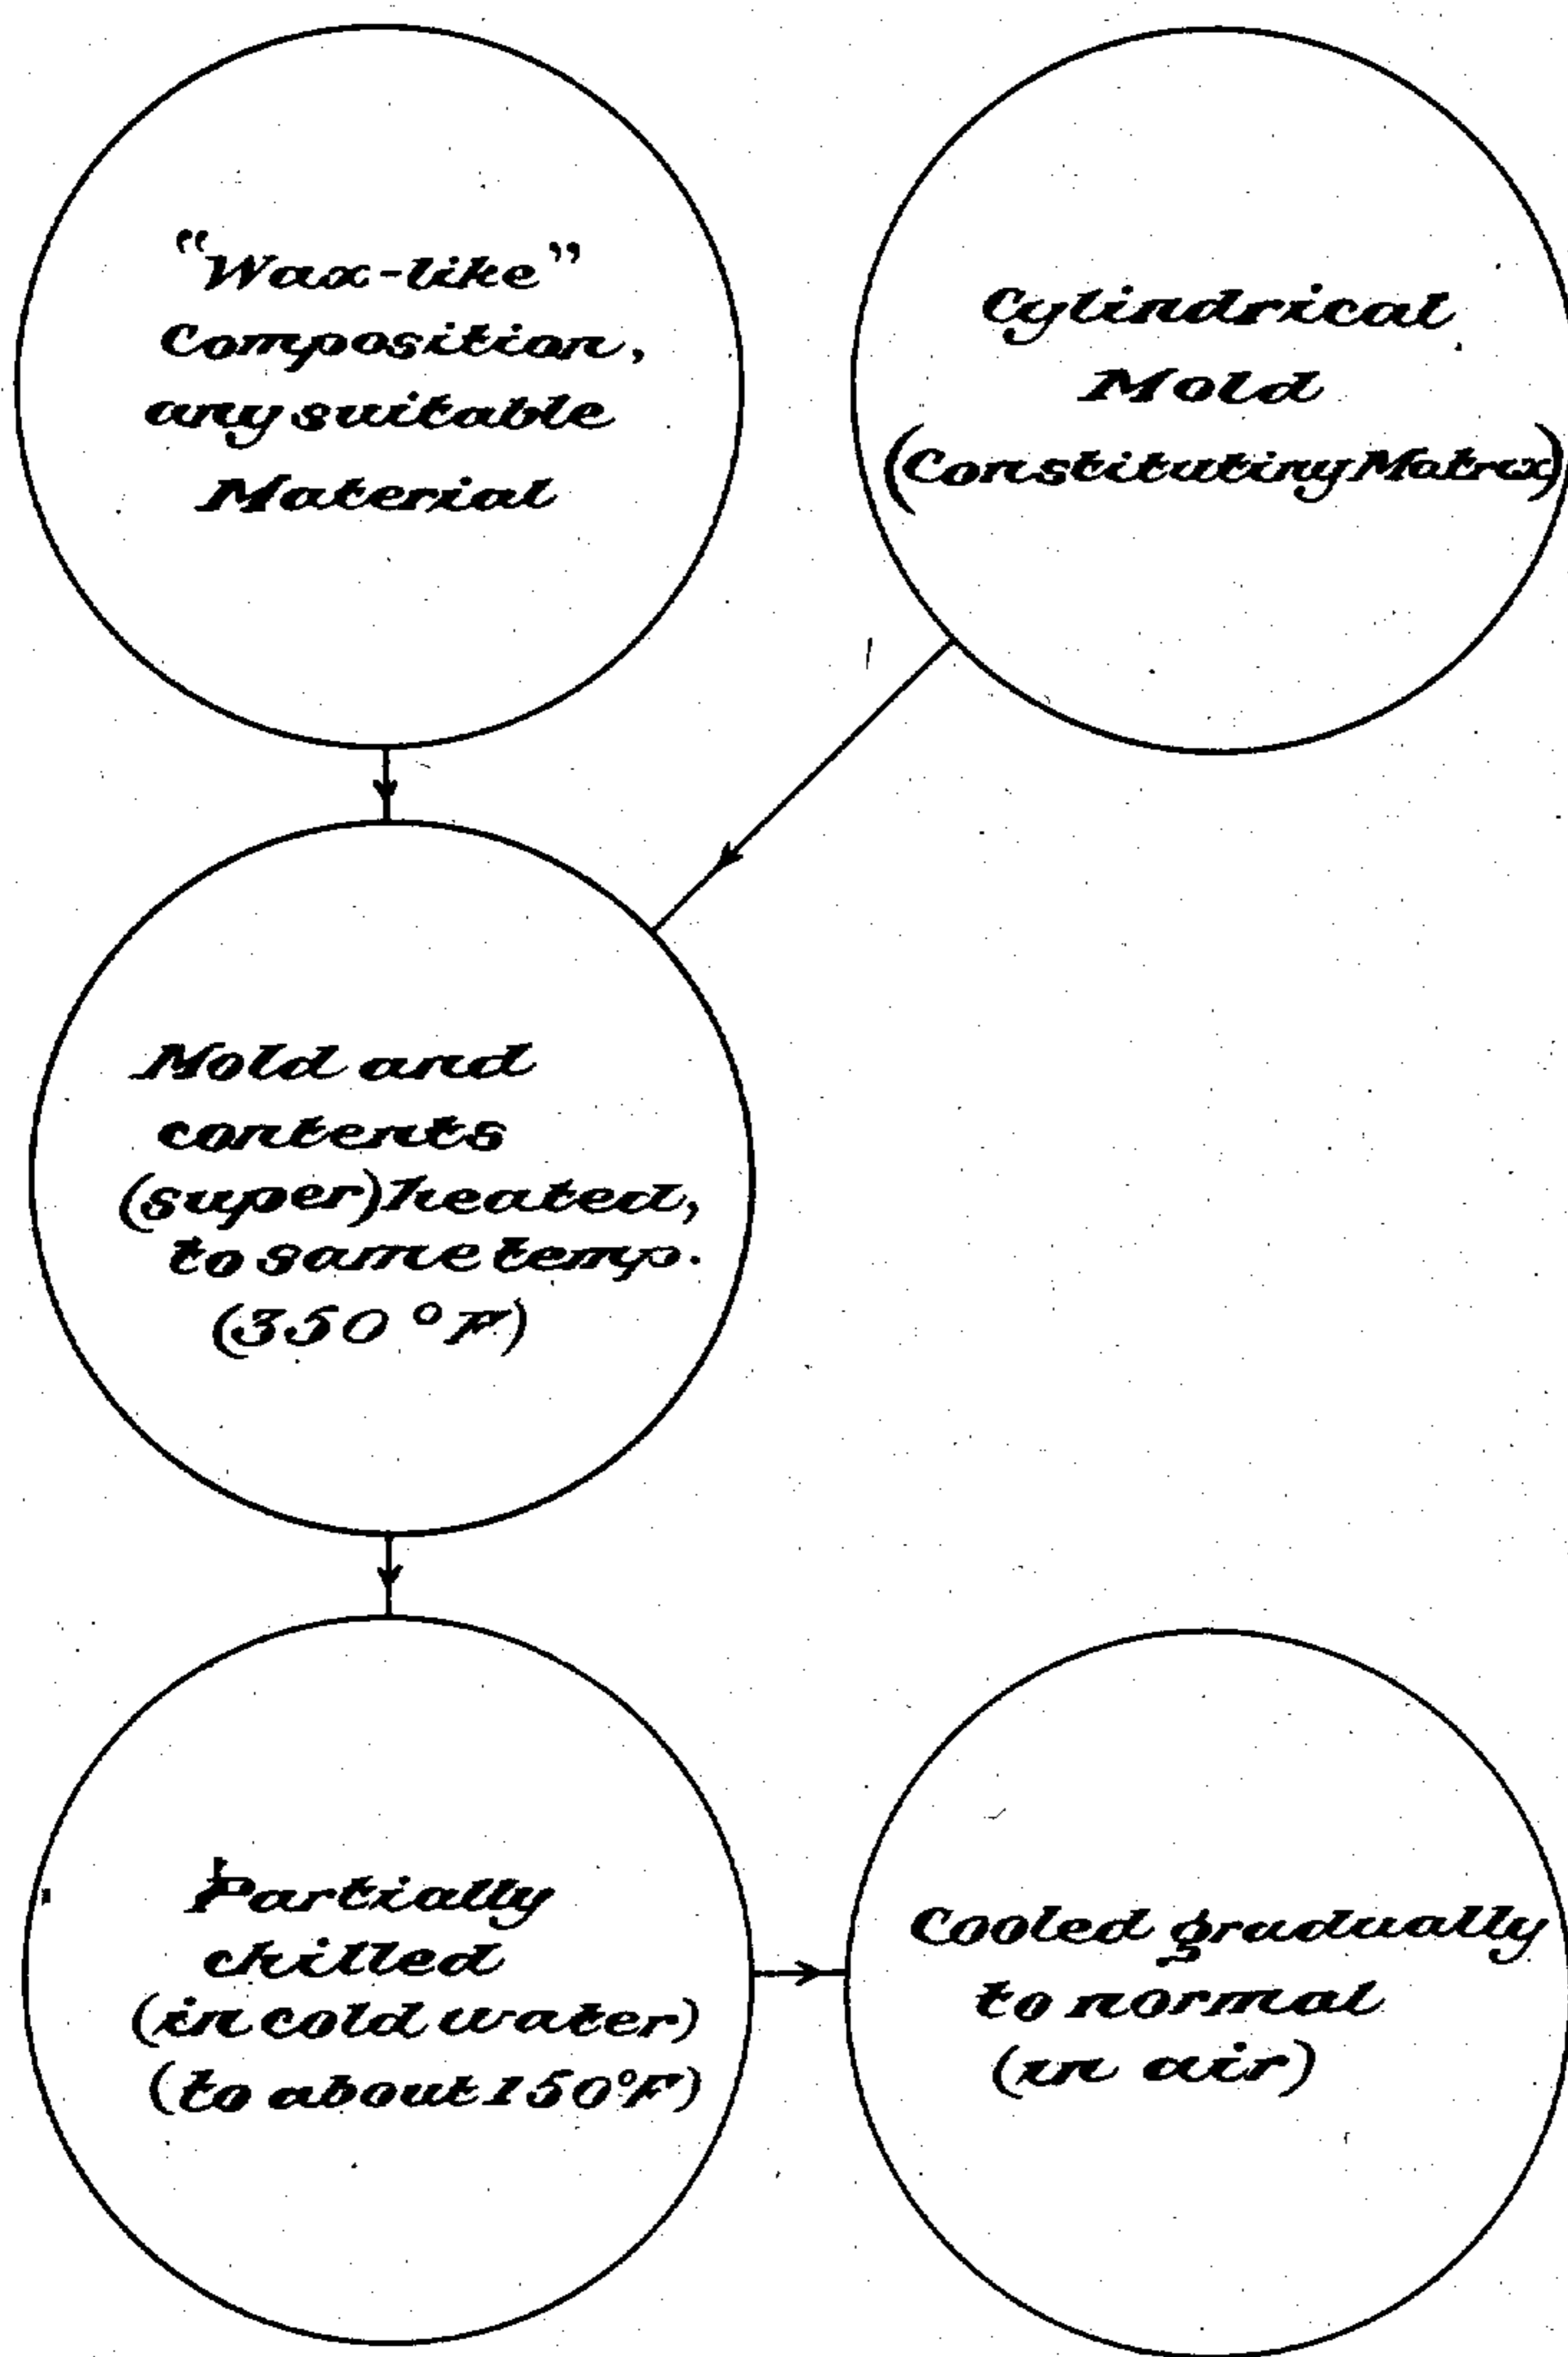 "Wax-like"
Composition,
any suitable
Material
Cylindrical
Mold
(Constituting Matrix)
Mold and
contents
(super)heated,
to same temp.
(350 °F)
Partially
chilled
(in cold water)
(to about 150°F)
Cooled gradually
to normal
(in air)